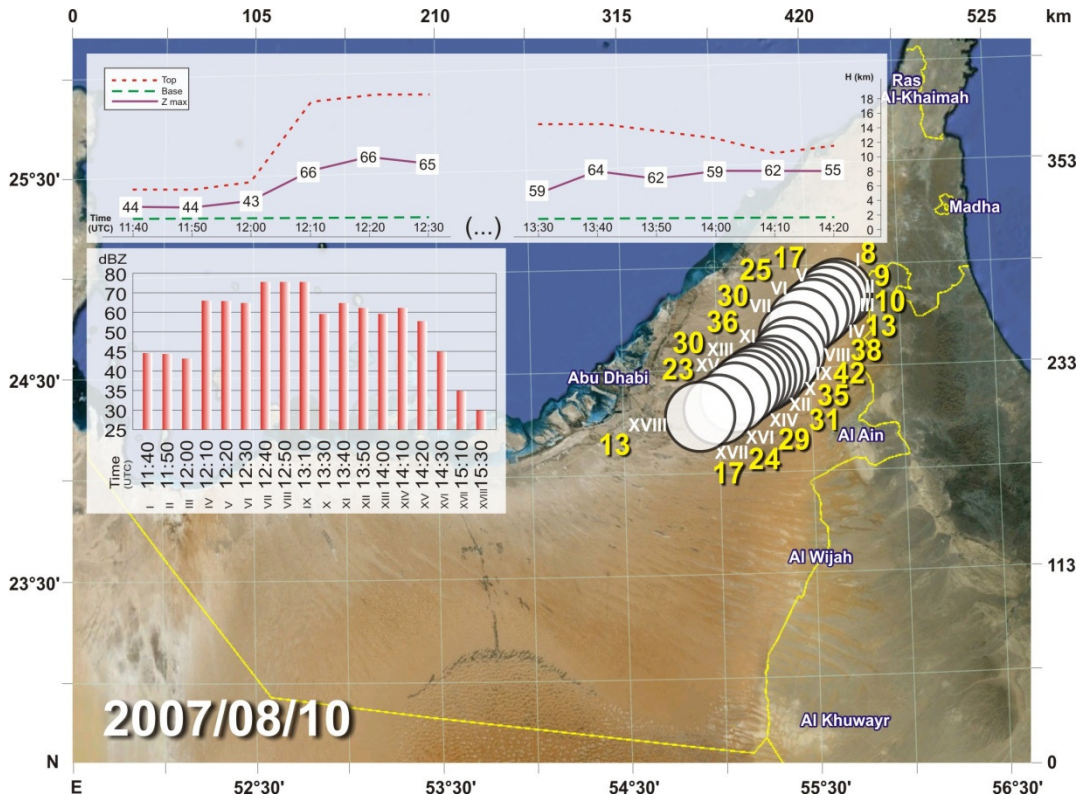 0 105 210 315 420 525 km
Top
Base
Z max
H (km)
18
16
14
12
10
8
6
4
2
0
44 44 43 66 66 65
59 64 62 59 62 55
Time
(UTC)
11:40 11:50 12:00 12:10 12:20 12:30 (...) 13:30 13:40 13:50 14:00 14:10 14:20
dBZ
80
70
60
55
45
35
30
25
Time
(UTC)
11:40 11:50 12:00 12:10 12:20 12:30 12:40 12:50 13:10 13:30 13:40 14:00 14:10 14:20 14:30 15:10 15:30
I II III IV V VI VII VIII IX X XI XII XIII XIV XV XVI XVII XVIII
Ras
Al-Khaimah
Madha
Abu Dhabi
Al Ain
Al Wijah
Al Khuwayr
I 8
V 17
II 9
VI 25
III 10
VII 30
IV 13
XI 36
VIII 38
XIII 30
IX 42
XV 23
X 35
XII 31
XVIII 13
XIV 29
XVI 24
XVII 17
25°30'
24°30'
23°30'
N
353
233
113
0
2007/08/10
E 52°30' 53°30' 54°30' 55°30' 56°30'